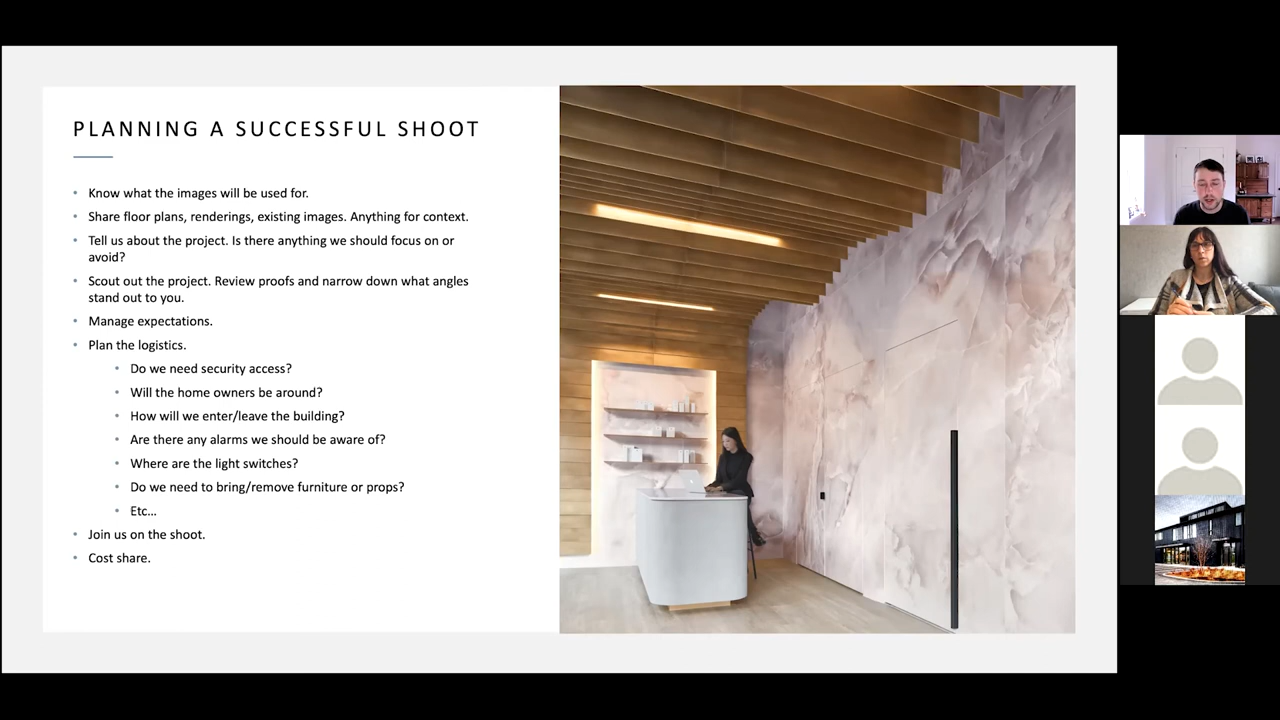 PLANNING A SUCCESSFUL SHOOT
Know what the images will be used for.
Share floor plans, renderings, existing images. Anything for context.
Tell us about the project. Is there anything we should focus on or
avoid?
Scout out the project. Review proofs and narrow down what angles
stand out to you.
Manage expectations.
Plan the logistics.
Do we need security access?
Will the home owners be around?
How will we enter/leave the building?
Are there any alarms we should be aware of?
Where are the light switches?
Do we need to bring/remove furniture or props?
Etc...
Join us on the shoot.
Cost share.